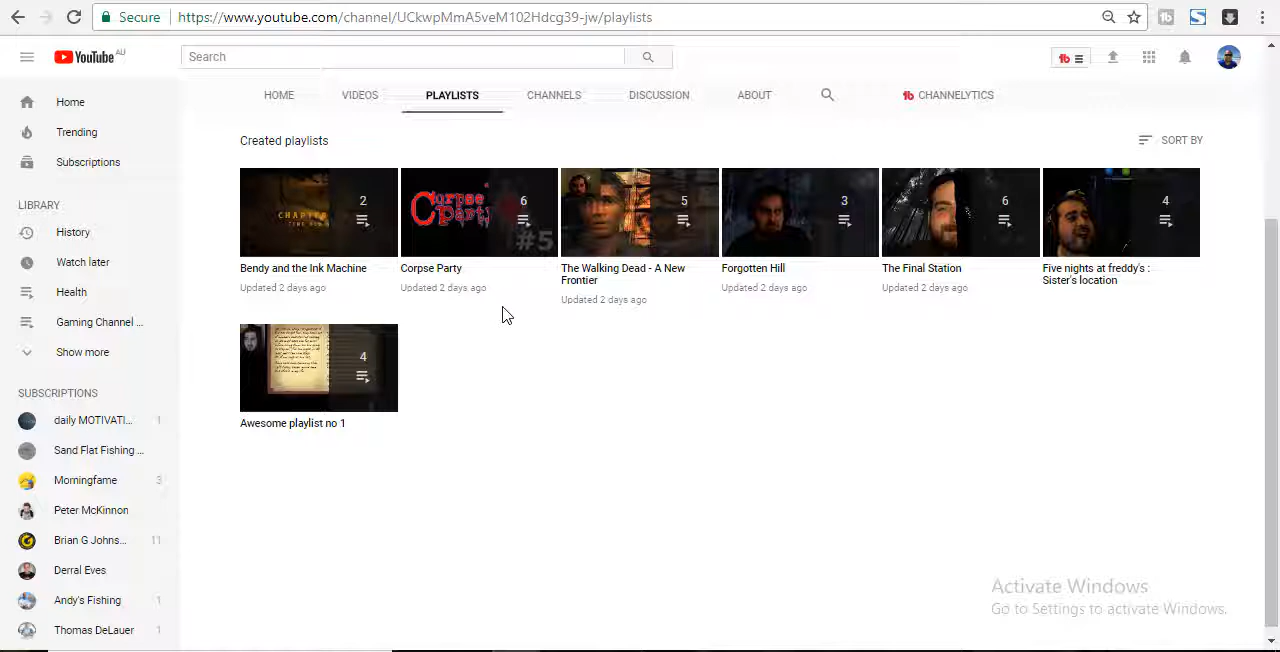 Secure https://www.youtube.com/channel/UCkwpMmA5veM102Hdcg39-jw/playlists
YouTube AU
Search
HOME VIDEOS PLAYLISTS CHANNELS DISCUSSION ABOUT CHANNELYTICS
Home
Trending
Subscriptions
LIBRARY
History
Watch later
Health
Gaming Channel ...
Show more
SUBSCRIPTIONS
daily MOTIVATI... 1
Sand Flat Fishing ...
Morningfame 3
Peter McKinnon
Brian G Johns... 11
Derral Eves
Andy's Fishing 1
Thomas DeLauer 1
Created playlists
SORT BY
2
Bendy and the Ink Machine
Updated 2 days ago
Corpse
Party
6
#5
Corpse Party
Updated 2 days ago
5
The Walking Dead - A New
Frontier
Updated 2 days ago
3
Forgotten Hill
Updated 2 days ago
6
The Final Station
Updated 2 days ago
4
Five nights at freddy's :
Sister's location
4
Awesome playlist no 1
Activate Windows
Go to Settings to activate Windows.